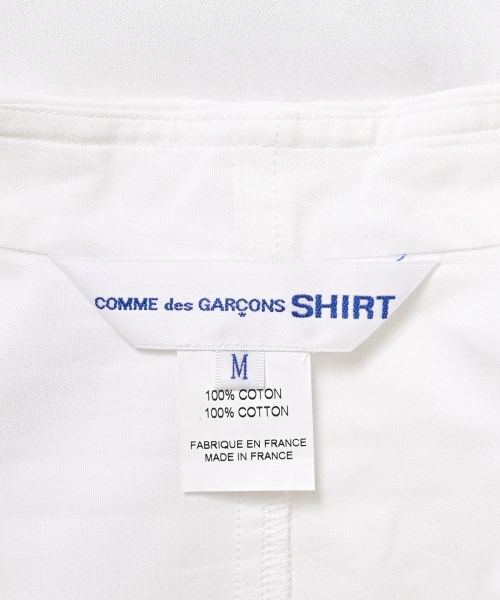 COMME des GARÇONS SHIRT
*
M
100% COTON
100% COTTON
FABRIQUE EN FRANCE
MADE IN FRANCE